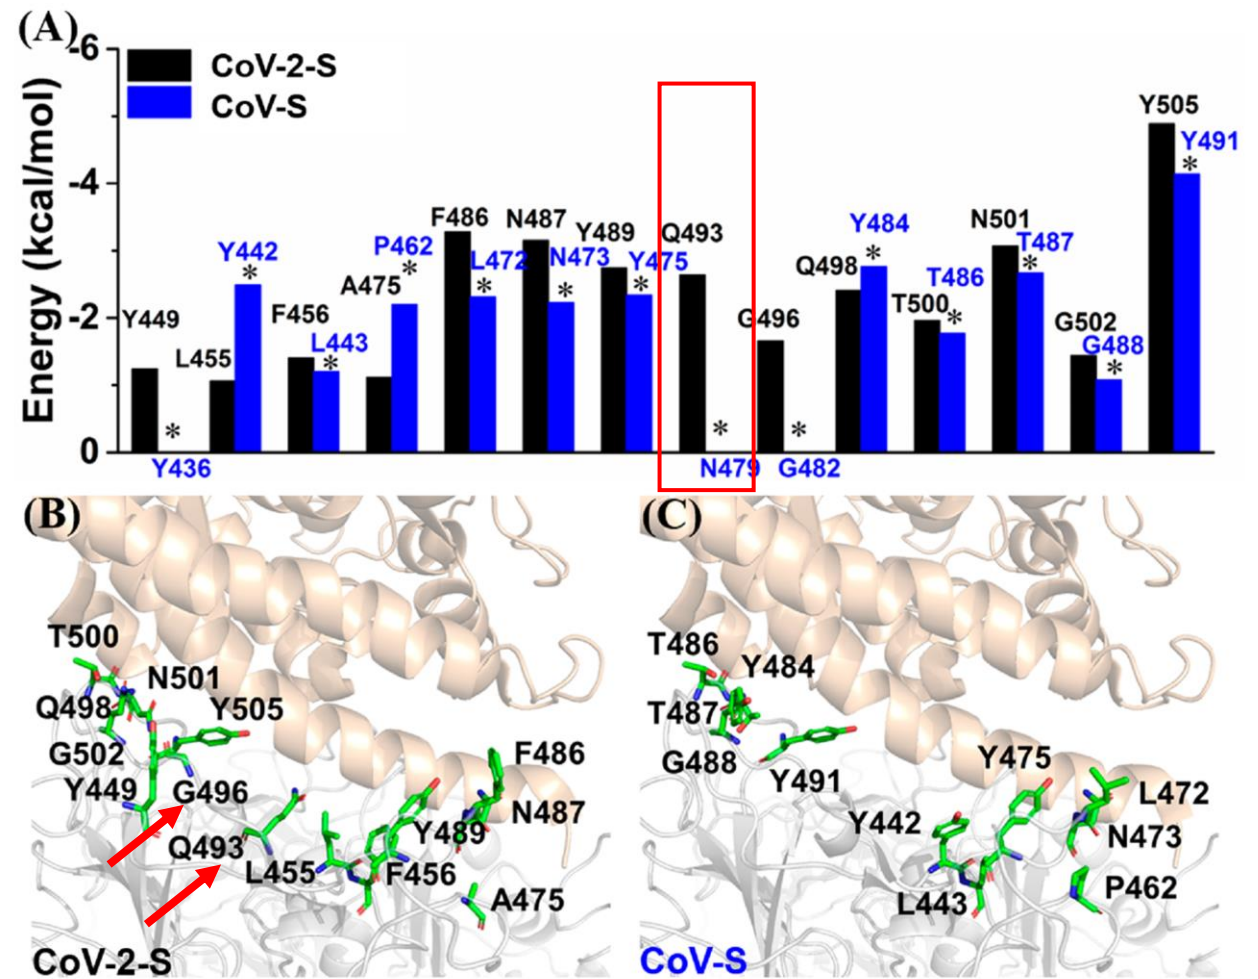 (A)
-6
-4
-2
0
Energy (kcal/mol)
CoV-2-S
CoV-S
Y449
*
Y436
L455
Y442
*
F456
L443
*
A475
P462
*
F486
L472
*
N487
N473
*
Y489
Y475
*
Q493
*
N479
G496
*
G482
Q498
Y484
*
T500
T486
*
N501
T487
*
G502
G488
*
Y505
Y491
*
(B)
T500
N501
Q498
Y505
G502
Y449
G496
Q493
L455
F456
Y489
F486
N487
A475
CoV-2-S
(C)
T486
Y484
T487
G488
Y491
Y475
Y442
L472
N473
L443
P462
CoV-S